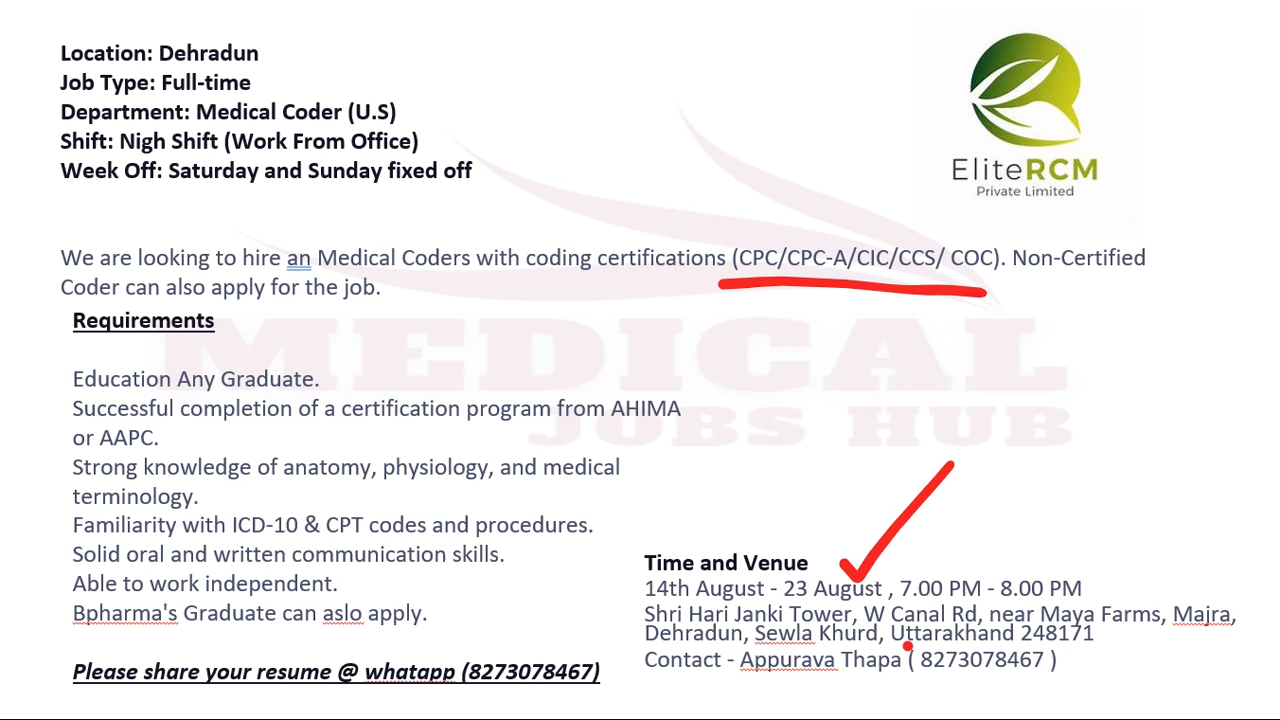 Location: Dehradun
Job Type: Full-time
Department: Medical Coder (U.S)
Shift: Nigh Shift (Work From Office)
Week Off: Saturday and Sunday fixed off
EliteRCM
Private Limited
We are looking to hire an Medical Coders with coding certifications (CPC/CPC-A/CIC/CCS/ COC). Non-Certified
Coder can also apply for the job.
Requirements
MEDICAL
JOBS HUB
Education Any Graduate.
Successful completion of a certification program from AHIMA
or AAPC.
Strong knowledge of anatomy, physiology, and medical
terminology.
Familiarity with ICD-10 & CPT codes and procedures.
Solid oral and written communication skills.
Able to work independent.
Bpharma's Graduate can aslo apply.
Please share your resume @ whatapp (8273078467)
Time and Venue
14th August - 23 August , 7.00 PM - 8.00 PM
Shri Hari Janki Tower, W Canal Rd, near Maya Farms, Majra,
Dehradun, Sewla Khurd, Uttarakhand 248171
Contact - Appurava Thapa ( 8273078467 )